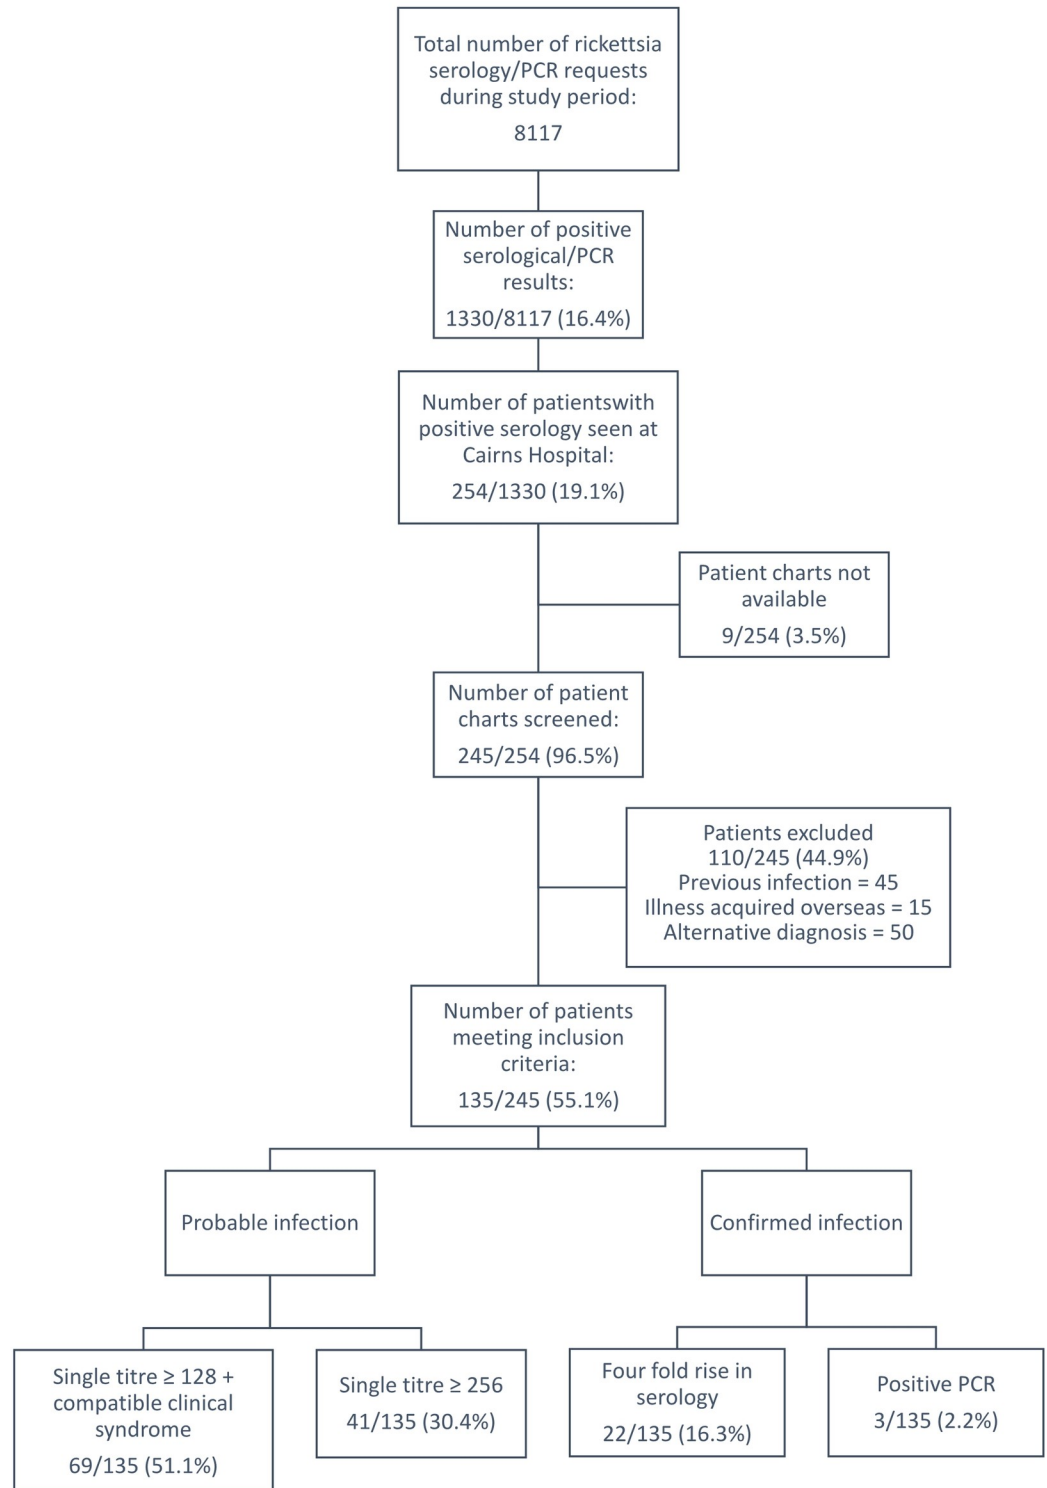 Total number of rickettsia
serology/PCR requests
during study period:
8117
Number of positive
serological/PCR
results:
1330/8117 (16.4%)
Number of patientswith
positive serology seen at
Cairns Hospital:
254/1330 (19.1%)
Patient charts not
available
9/254 (3.5%)
Number of patient
charts screened:
245/254 (96.5%)
Patients excluded
110/245 (44.9%)
Previous infection = 45
Illness acquired overseas = 15
Alternative diagnosis = 50
Number of patients
meeting inclusion
criteria:
135/245 (55.1%)
Probable infection
Confirmed infection
Single titre ≥ 128 +
compatible clinical
syndrome
69/135 (51.1%)
Single titre ≥ 256
41/135 (30.4%)
Four fold rise in
serology
22/135 (16.3%)
Positive PCR
3/135 (2.2%)